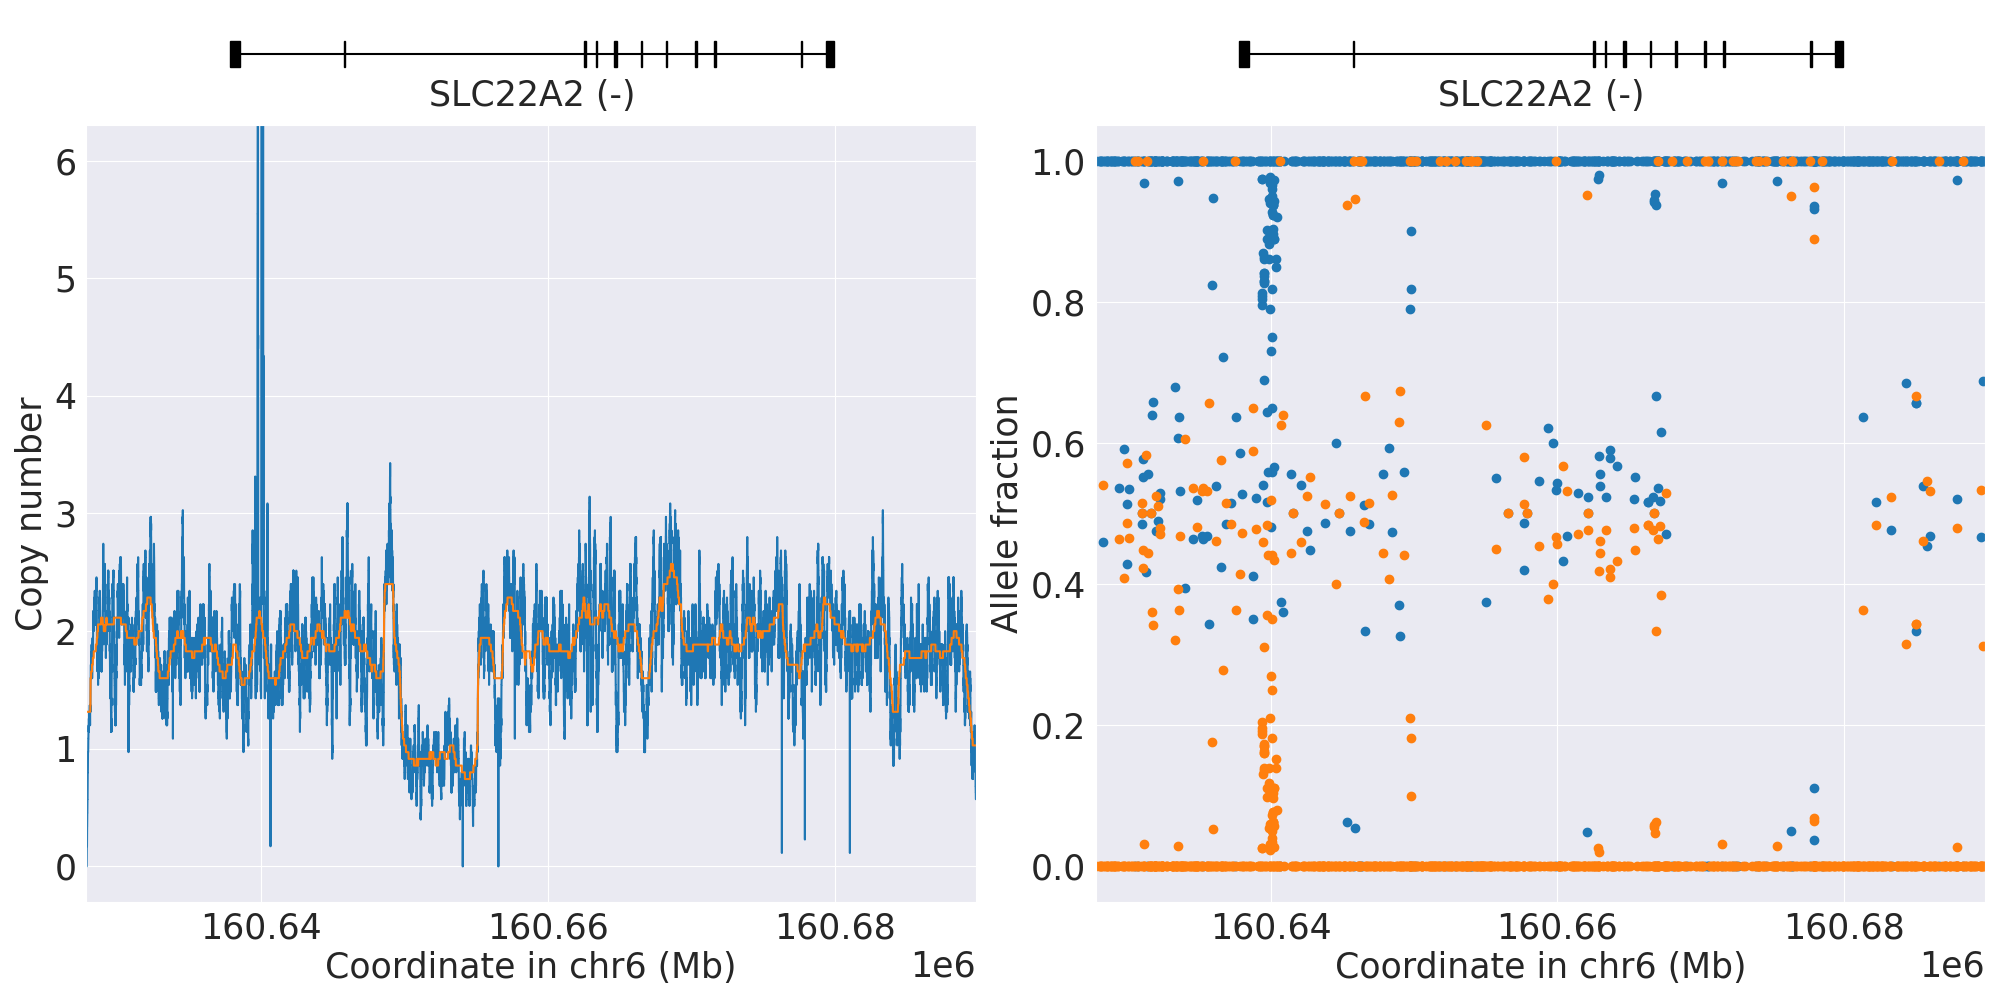 SLC22A2 (-)
SLC22A2 (-)
Copy number
6
5
4
3
2
1
0
160.64
160.66
160.68
Coordinate in chr6 (Mb)
1e6
Allele fraction
1.0
0.8
0.6
0.4
0.2
0.0
160.64
160.66
160.68
Coordinate in chr6 (Mb)
1e6